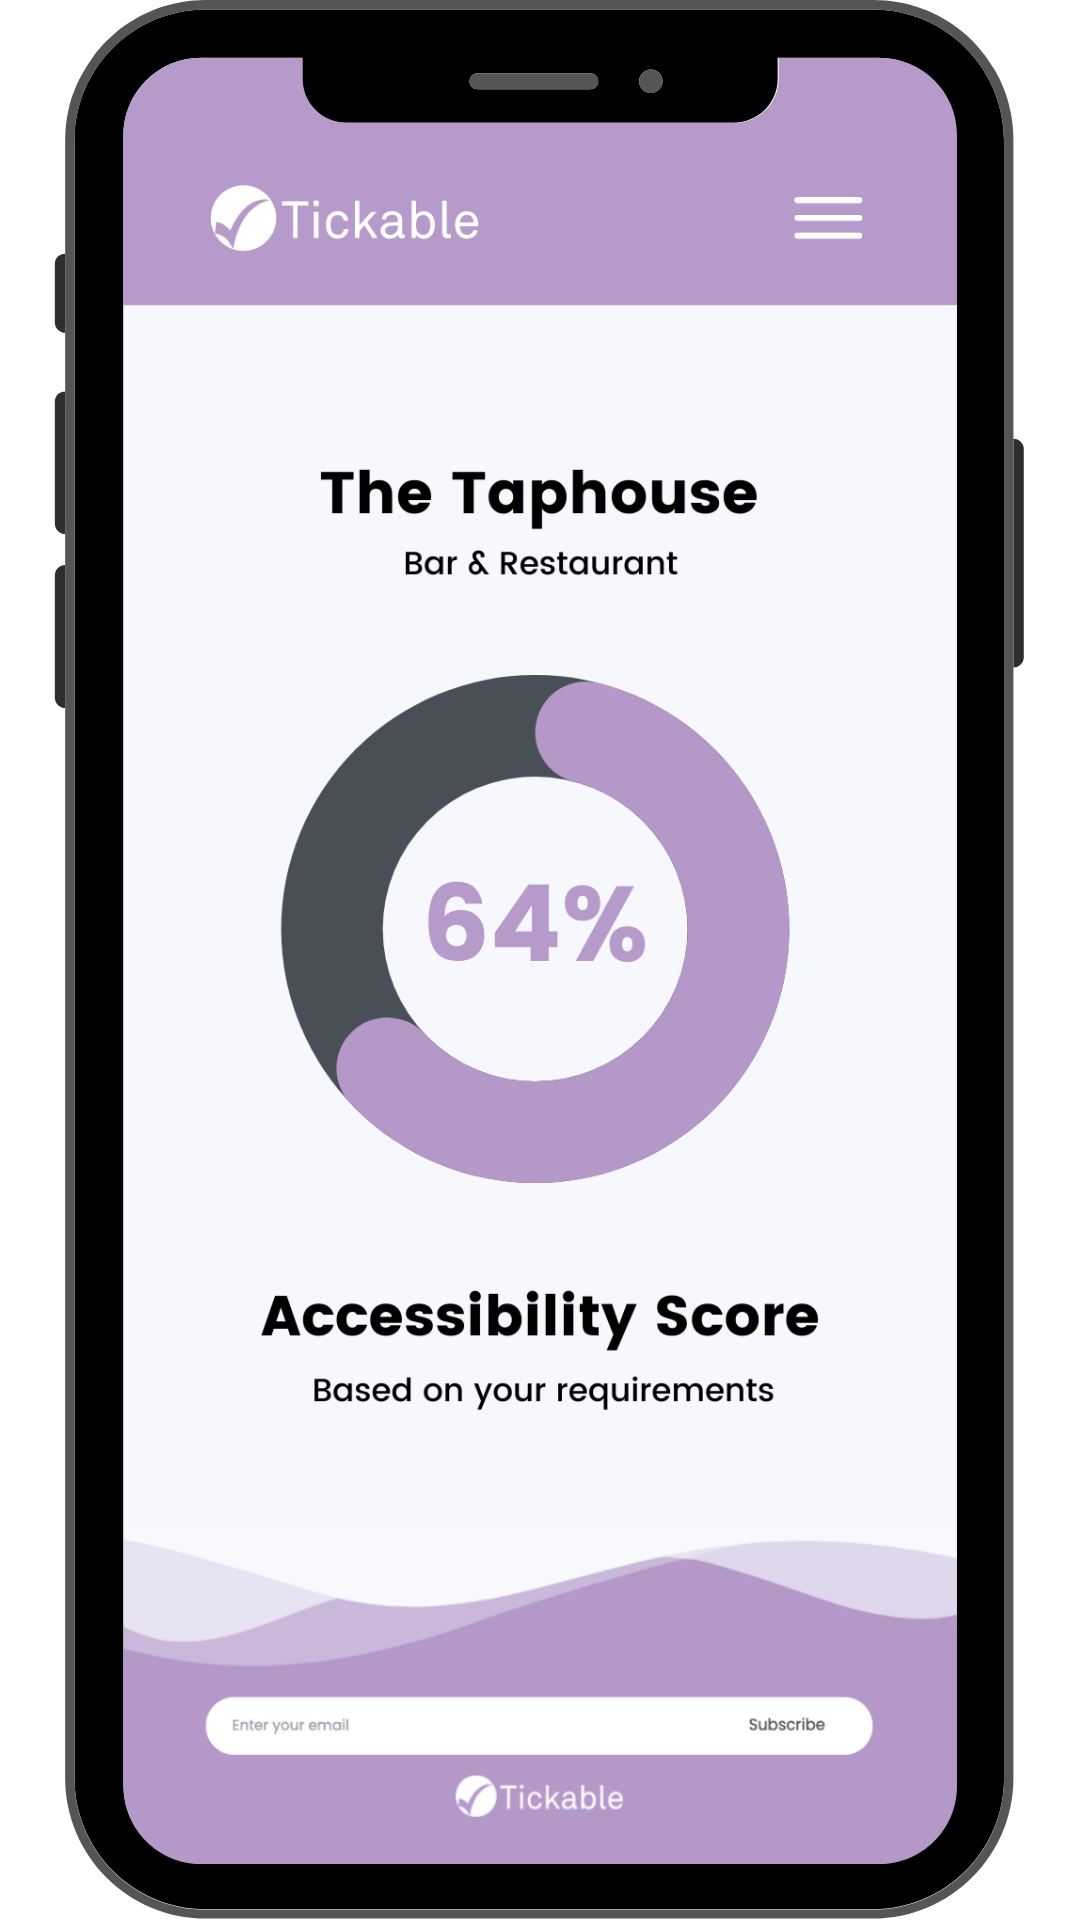 Tickable
The Taphouse
Bar & Restaurant
64%
Accessibility Score
Based on your requirements
Enter your email Subscribe
Tickable